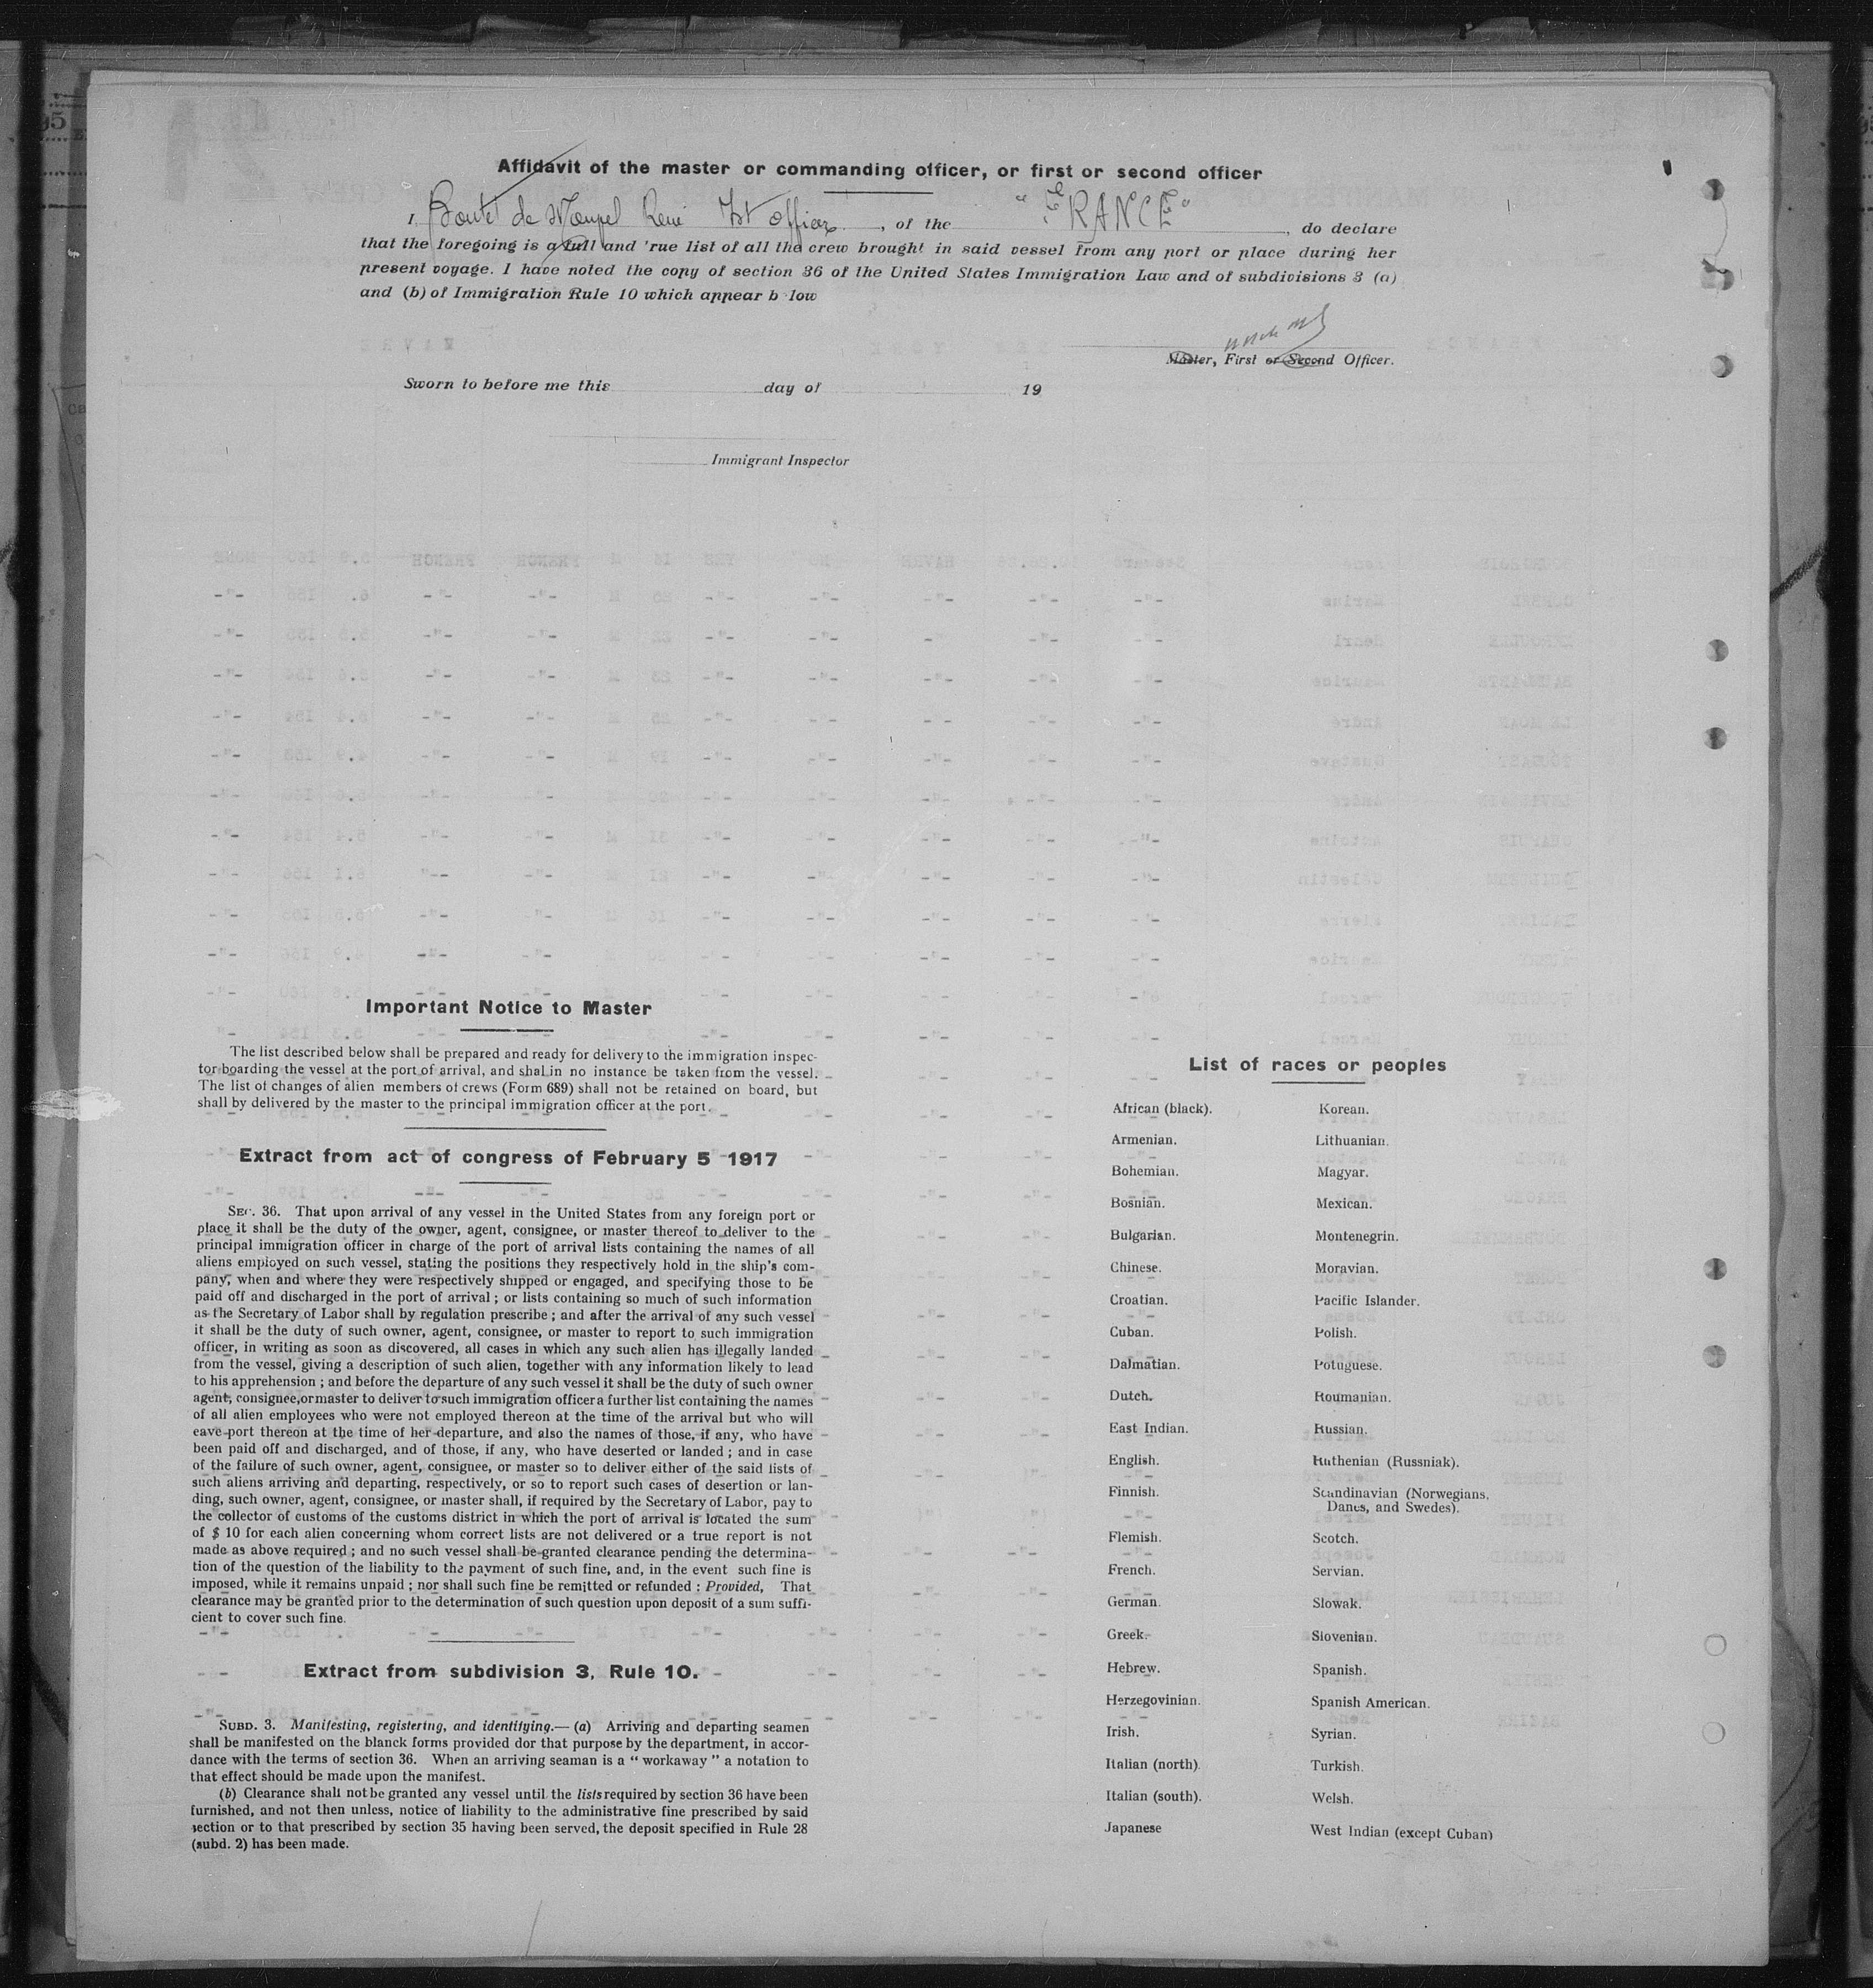 Affidavit of the master or commanding officer, or first or second officer
I, Boutet de René 1st officer, of the "FRANCE", do declare
that the foregoing is a full and 'rue list of all the crew brought in said vessel from any port or place during her
present voyage. I have noted the copy of section 36 of the United States Immigration Law and of subdivisions 3 (a)
and (b) of Immigration Rule 10 which appear b low
Master, First or Second Officer.
Sworn to before me this day of 19
Immigrant Inspector
Important Notice to Master
The list described below shall be prepared and ready for delivery to the immigration inspec-
tor boarding the vessel at the port of arrival, and shal in no instance be taken from the vessel.
The list of changes of alien members of crews (Form 689) shall not be retained on board, but
shall by delivered by the master to the principal immigration officer at the port.
Extract from act of congress of February 5 1917
SEC. 36. That upon arrival of any vessel in the United States from any foreign port or
place it shall be the duty of the owner, agent, consignee, or master thereof to deliver to the
principal immigration officer in charge of the port of arrival lists containing the names of all
aliens employed on such vessel, stating the positions they respectively hold in the ship's com-
pany, when and where they were respectively shipped or engaged, and specifying those to be
paid off and discharged in the port of arrival ; or lists containing so much of such information
as the Secretary of Labor shall by regulation prescribe ; and after the arrival of any such vessel
it shall be the duty of such owner, agent, consignee, or master to report to such immigration
officer, in writing as soon as discovered, all cases in which any such alien has illegally landed
from the vessel, giving a description of such alien, together with any information likely to lead
to his apprehension ; and before the departure of any such vessel it shall be the duty of such owner
agent, consignee, or master to deliver to such immigration officer a further list containing the names
of all alien employees who were not employed thereon at the time of the arrival but who will
eave port thereon at the time of her departure, and also the names of those, if any, who have
been paid off and discharged, and of those, if any, who have deserted or landed ; and in case
of the failure of such owner, agent, consignee, or master so to deliver either of the said lists of
such aliens arriving and departing, respectively, or so to report such cases of desertion or lan-
ding, such owner, agent, consignee, or master shall, if required by the Secretary of Labor, pay to
the collector of customs of the customs district in which the port of arrival is located the sum
of $ 10 for each alien concerning whom correct lists are not delivered or a true report is not
made as above required ; and no such vessel shall be granted clearance pending the determina-
tion of the question of the liability to the payment of such fine, and, in the event such fine is
imposed, while it remains unpaid ; nor shall such fine be remitted or refunded : Provided, That
clearance may be granted prior to the determination of such question upon deposit of a sum suffi-
cient to cover such fine.
Extract from subdivision 3, Rule 10.
SUBD. 3. Manifesting, registering, and identifying.— (a) Arriving and departing seamen
shall be manifested on the blanck forms provided dor that purpose by the department, in accor-
dance with the terms of section 36. When an arriving seaman is a “ workaway ” a notation to
that effect should be made upon the manifest.
(b) Clearance shall not be granted any vessel until the lists required by section 36 have been
furnished, and not then unless, notice of liability to the administrative fine prescribed by said
section or to that prescribed by section 35 having been served, the deposit specified in Rule 28
(subd. 2) has been made.
List of races or peoples
African (black).
Armenian.
Bohemian.
Bosnian.
Bulgarian.
Chinese.
Croatian.
Cuban.
Dalmatian.
Dutch.
East Indian.
English.
Finnish.
Flemish.
French.
German.
Greek.
Hebrew.
Herzegovinian.
Irish.
Italian (north).
Italian (south).
Japanese
Korean.
Lithuanian.
Magyar.
Mexican.
Montenegrin.
Moravian.
Pacific Islander.
Polish.
Potuguese.
Roumanian.
Russian.
Ruthenian (Russniak).
Scandinavian (Norwegians,
Danes, and Swedes).
Scotch.
Servian.
Slowak.
Slovenian.
Spanish.
Spanish American.
Syrian.
Turkish.
Welsh.
West Indian (except Cuban)